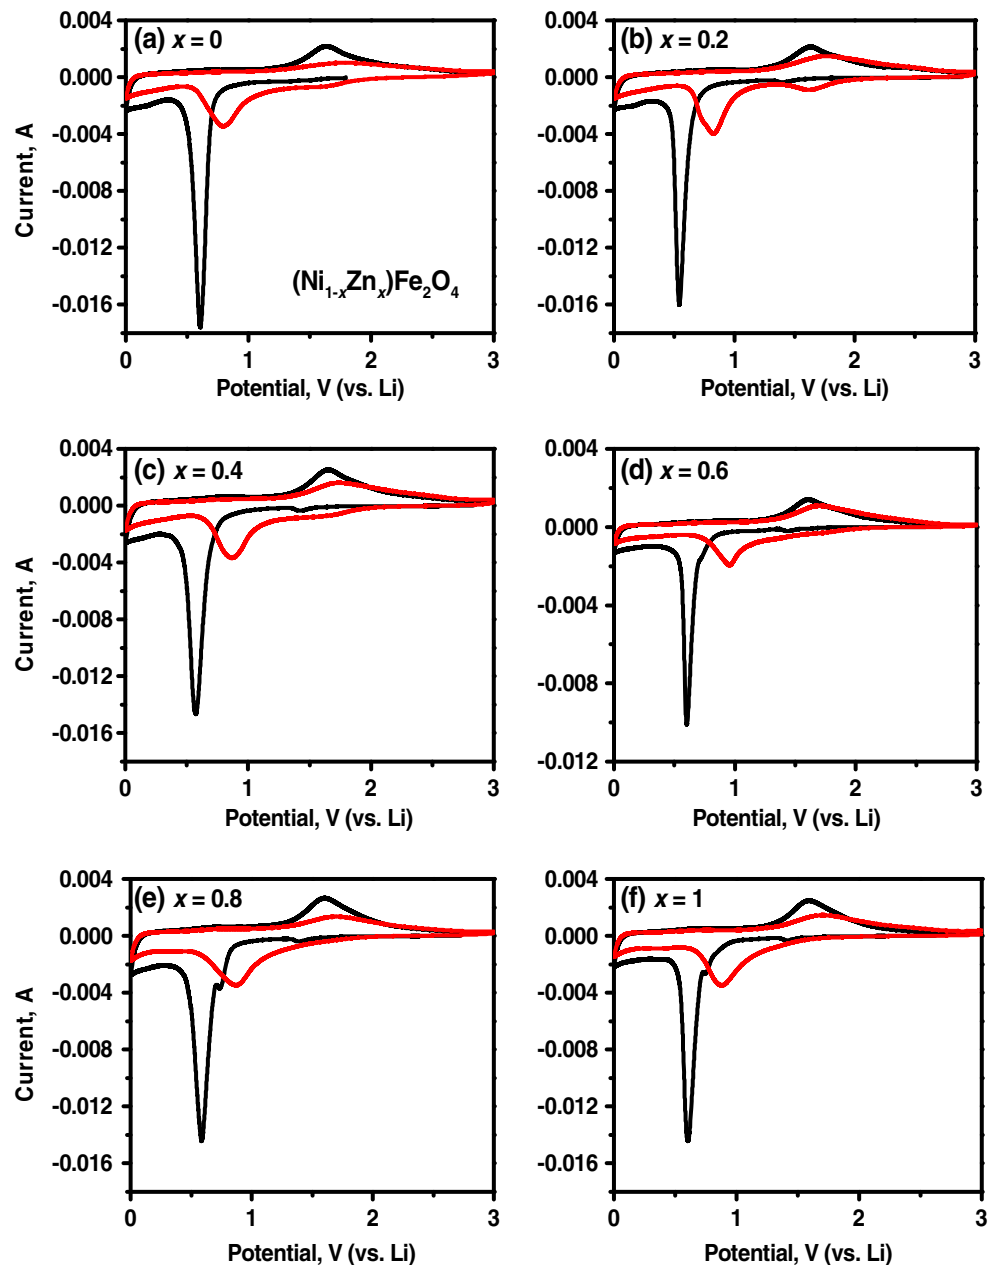 (a) x = 0
0.004
0.000
-0.004
-0.008
-0.012
-0.016
Current, A
(Ni1-xZnx)Fe2O4
0 1 2 3
Potential, V (vs. Li)
(b) x = 0.2
0.004
0.000
-0.004
-0.008
-0.012
-0.016
0 1 2 3
Potential, V (vs. Li)
(c) x = 0.4
0.004
0.000
-0.004
-0.008
-0.012
-0.016
Current, A
0 1 2 3
Potential, V (vs. Li)
(d) x = 0.6
0.004
0.000
-0.004
-0.008
-0.012
0 1 2 3
Potential, V (vs. Li)
(e) x = 0.8
0.004
0.000
-0.004
-0.008
-0.012
-0.016
Current, A
0 1 2 3
Potential, V (vs. Li)
(f) x = 1
0.004
0.000
-0.004
-0.008
-0.012
-0.016
0 1 2 3
Potential, V (vs. Li)